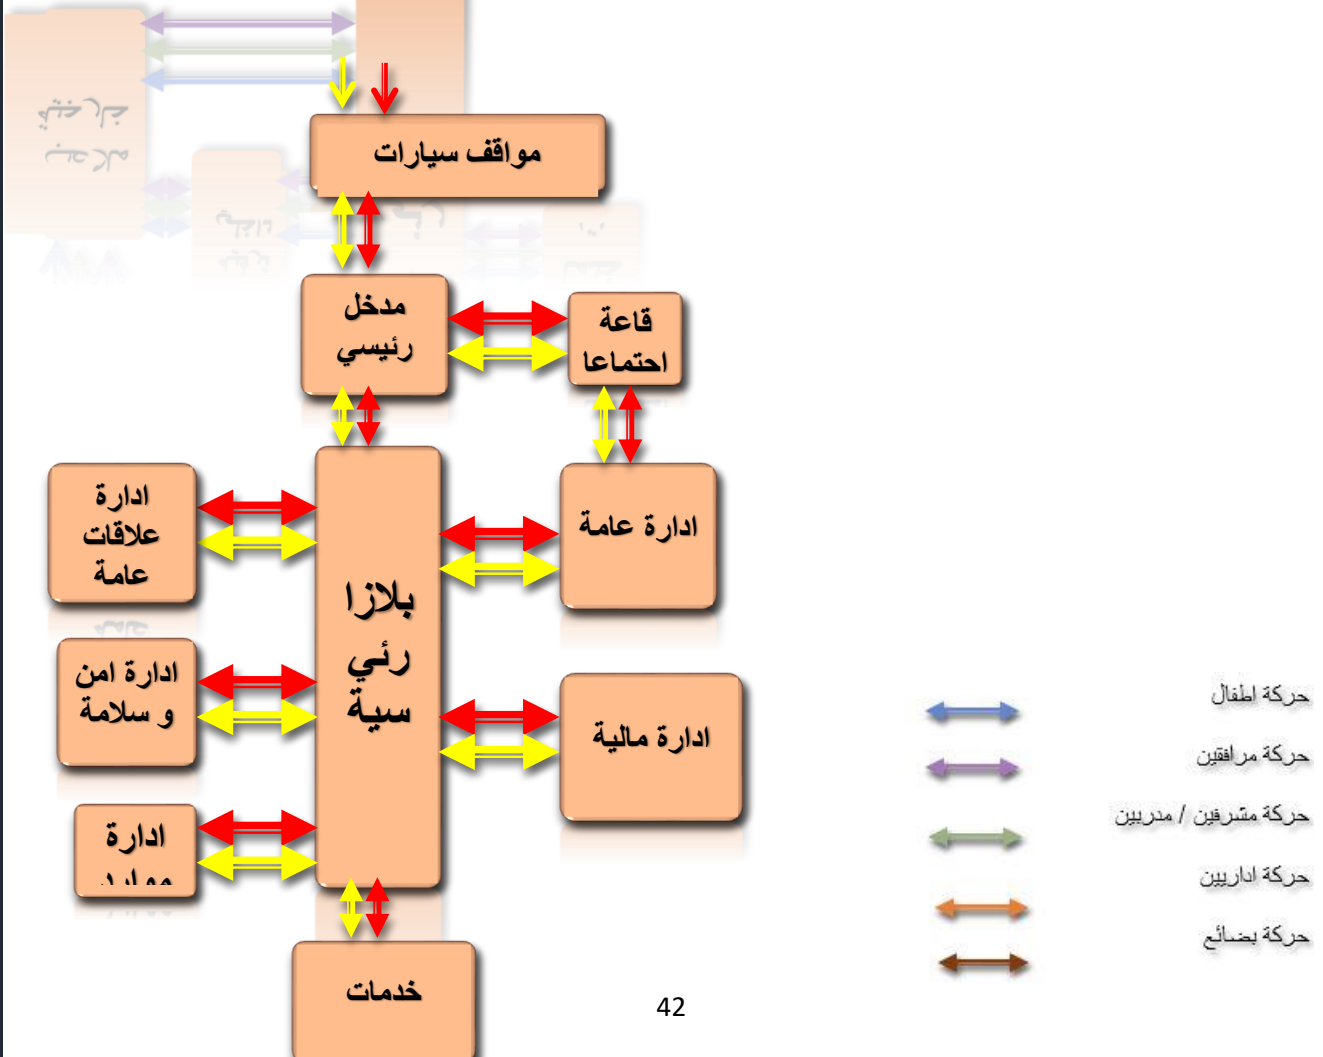 مواقف سيارات
مدخل
رئيسي
قاعة
احتماعا
ادارة
علاقات
عامة
ادارة عامة
بلازا
رئي
سية
ادارة امن
و سلامة
ادارة مالية
ادارة
خدمات
حركة اطفال
حركة مرافقين
حركة مشرفين / مدربين
حركة اداريين
حركة بضائع
42